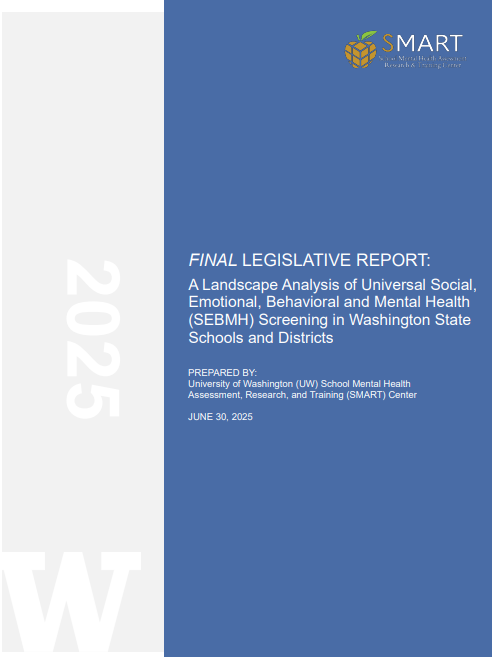 SMART
School Mental Health Assessment
Research & Training Center
2025
FINAL LEGISLATIVE REPORT:
A Landscape Analysis of Universal Social,
Emotional, Behavioral and Mental Health
(SEBMH) Screening in Washington State
Schools and Districts
PREPARED BY:
University of Washington (UW) School Mental Health
Assessment, Research, and Training (SMART) Center
JUNE 30, 2025
W